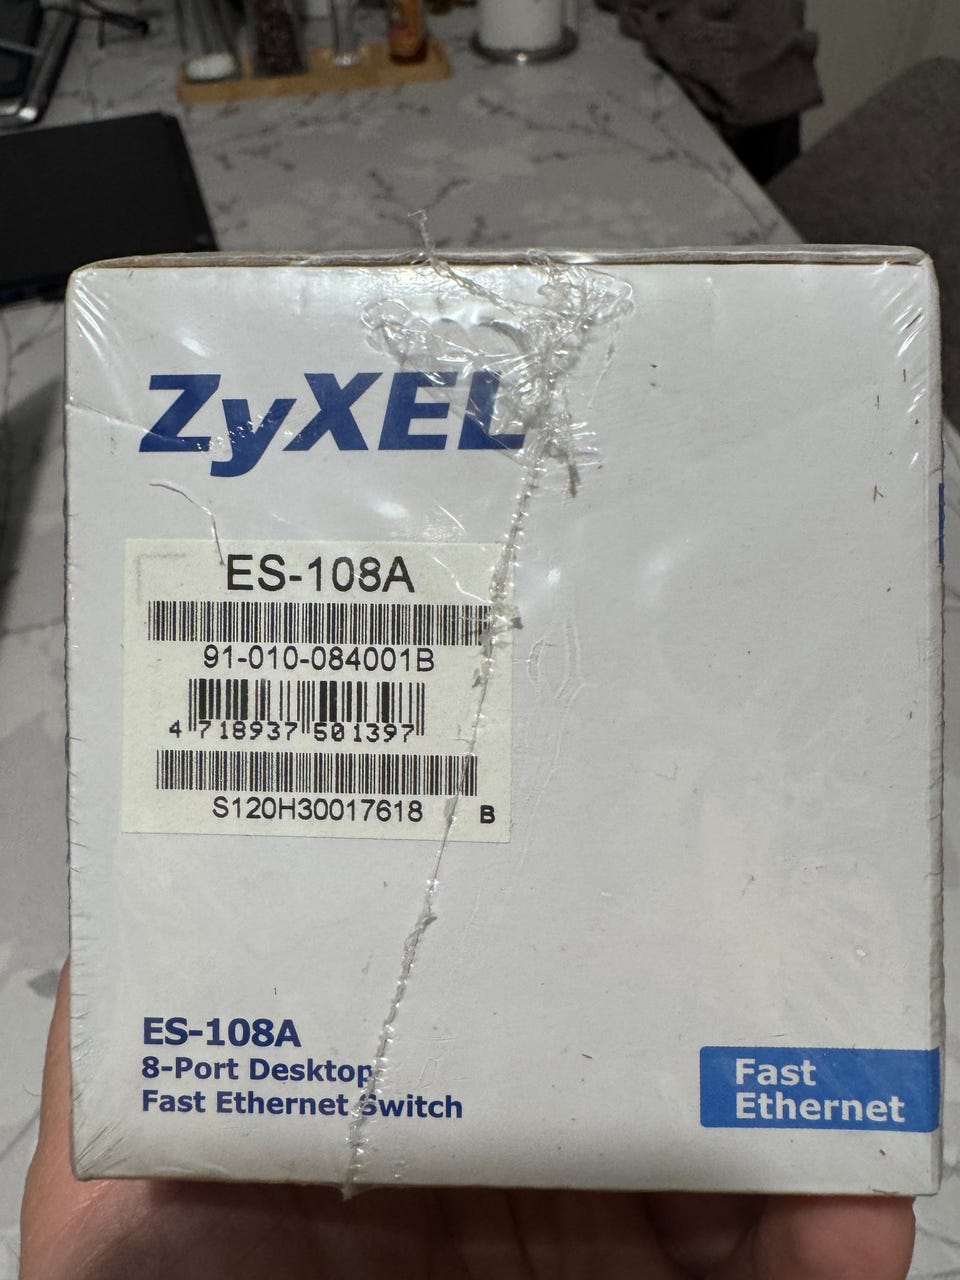 ZyXEL
ES-108A
91-010-084001B
4 718937 501397
S120H30017618 B
ES-108A
8-Port Desktop
Fast Ethernet Switch
Fast
Ethernet